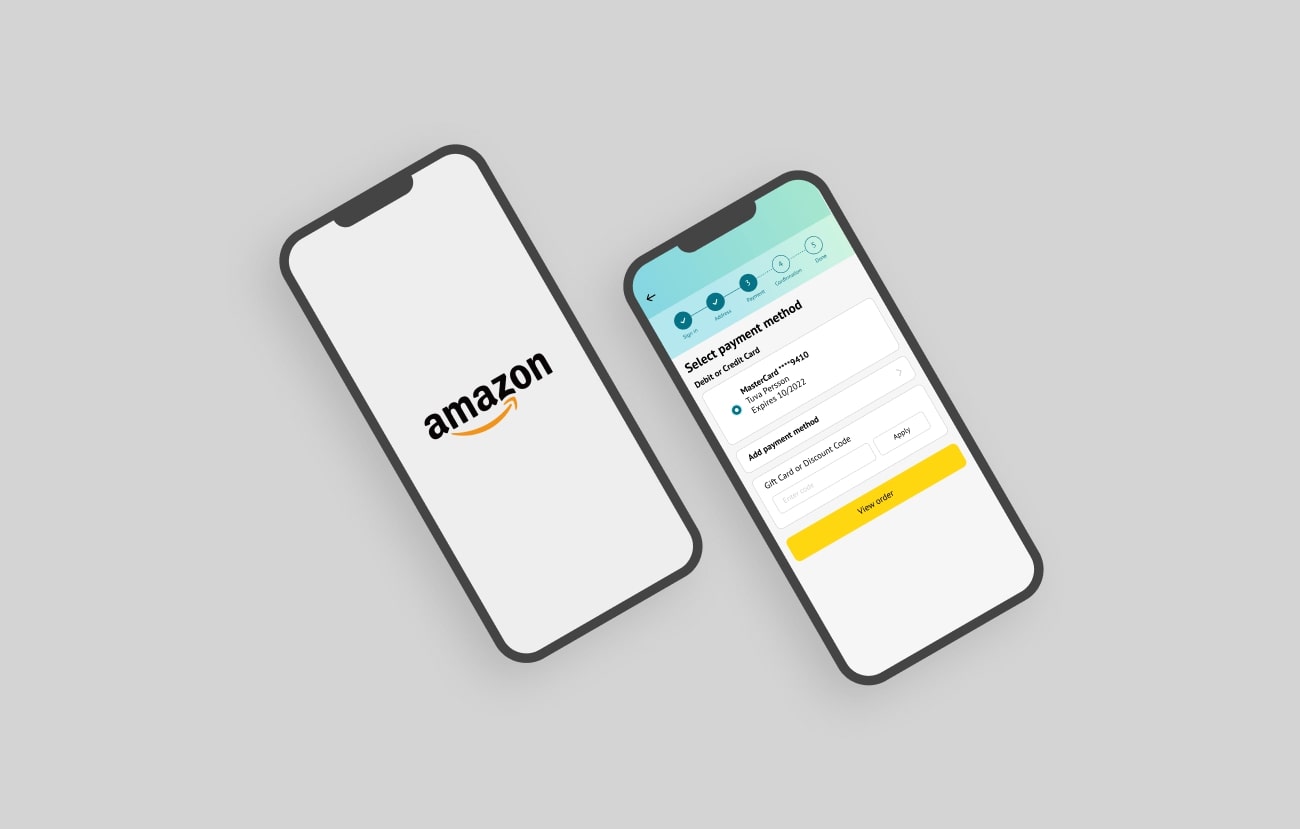 amazon
3
4
5
Sign in
Address
Payment
Confirmation
Done
Select payment method
Debit or Credit Card
MasterCard ****9410
Tuva Persson
Expires 10/2022
Add payment method
Gift Card or Discount Code
Enter code
Apply
View order